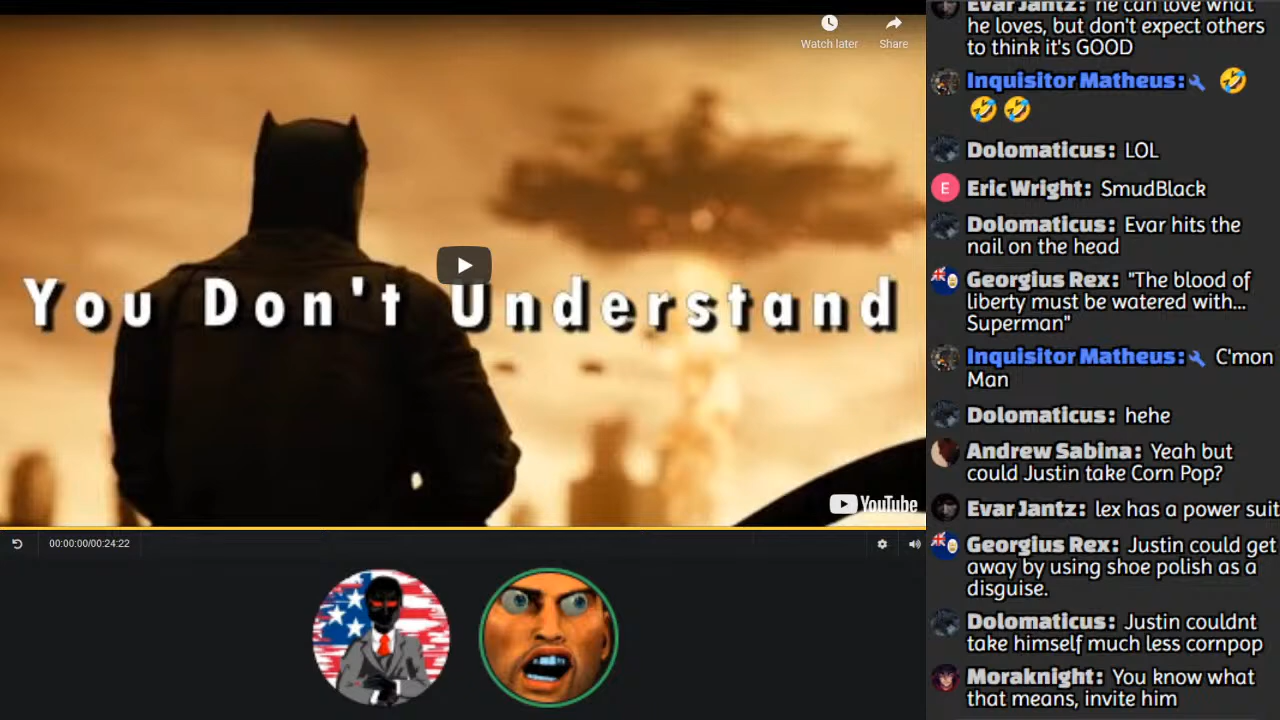 Watch later
Share
You Don't Understand
YouTube
00:00:00/00:24:22
Evar Jantz: he can love what
he loves, but don't expect others
to think it's GOOD
Inquisitor Matheus: 🤣
🤣 🤣
Dolomaticus: LOL
E
Eric Wright: SmudBlack
Dolomaticus: Evar hits the
nail on the head
Georgius Rex: "The blood of
liberty must be watered with...
Superman"
Inquisitor Matheus: C'mon
Man
Dolomaticus: hehe
Andrew Sabina: Yeah but
could Justin take Corn Pop?
Evar Jantz: lex has a power suit
Georgius Rex: Justin could get
away by using shoe polish as a
disguise.
Dolomaticus: Justin couldnt
take himself much less cornpop
Moraknight: You know what
that means, invite him